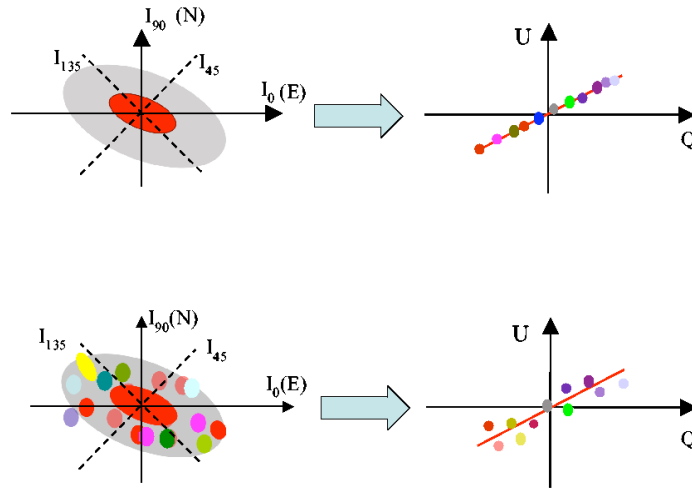 I90 (N)
I135
I45
I0 (E)
U
Q
I90(N)
I135
I45
I0(E)
U
Q